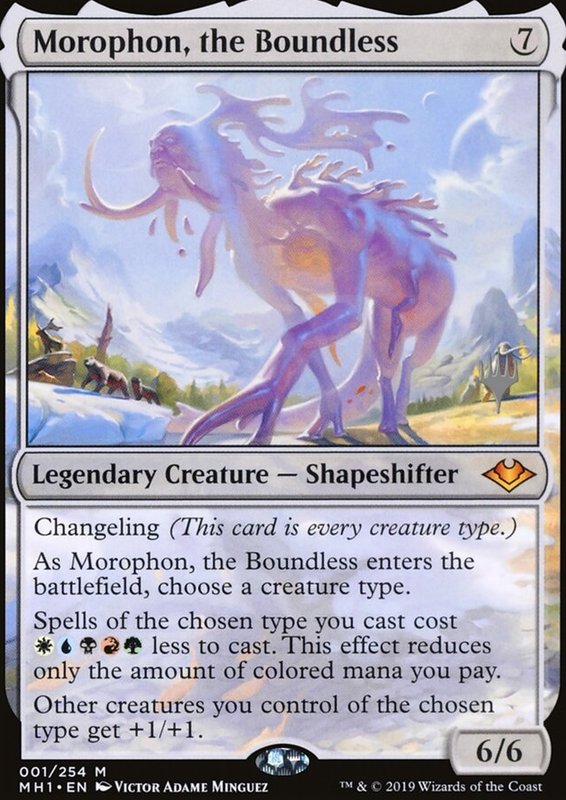 Morophon, the Boundless 7
Legendary Creature — Shapeshifter
Changeling (This card is every creature type.)
As Morophon, the Boundless enters the
battlefield, choose a creature type.
Spells of the chosen type you cast cost
less to cast. This effect reduces
only the amount of colored mana you pay.
Other creatures you control of the chosen
type get +1/+1.
6/6
001/254 M
MH1 • EN Victor Adame Minguez
™ & © 2019 Wizards of the Coast